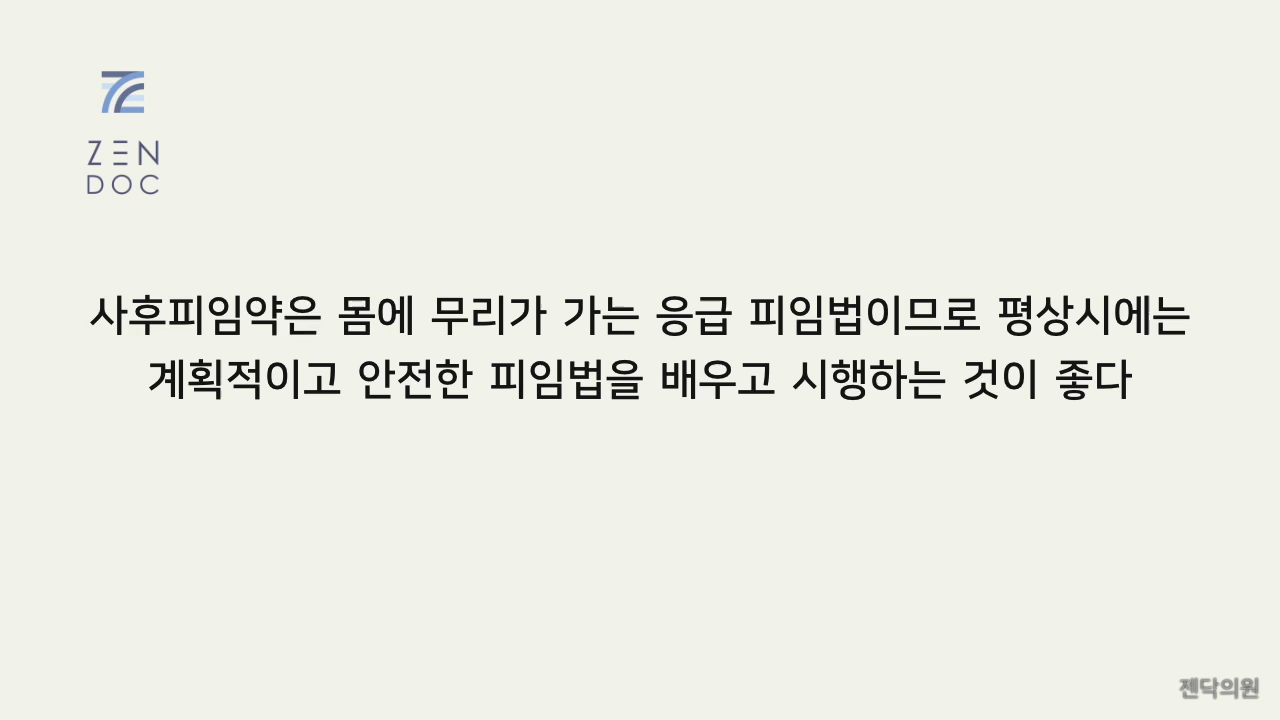 ZEN
DOC
사후피임약은 몸에 무리가 가는 응급 피임법이므로 평상시에는
계획적이고 안전한 피임법을 배우고 시행하는 것이 좋다
젠닥의원